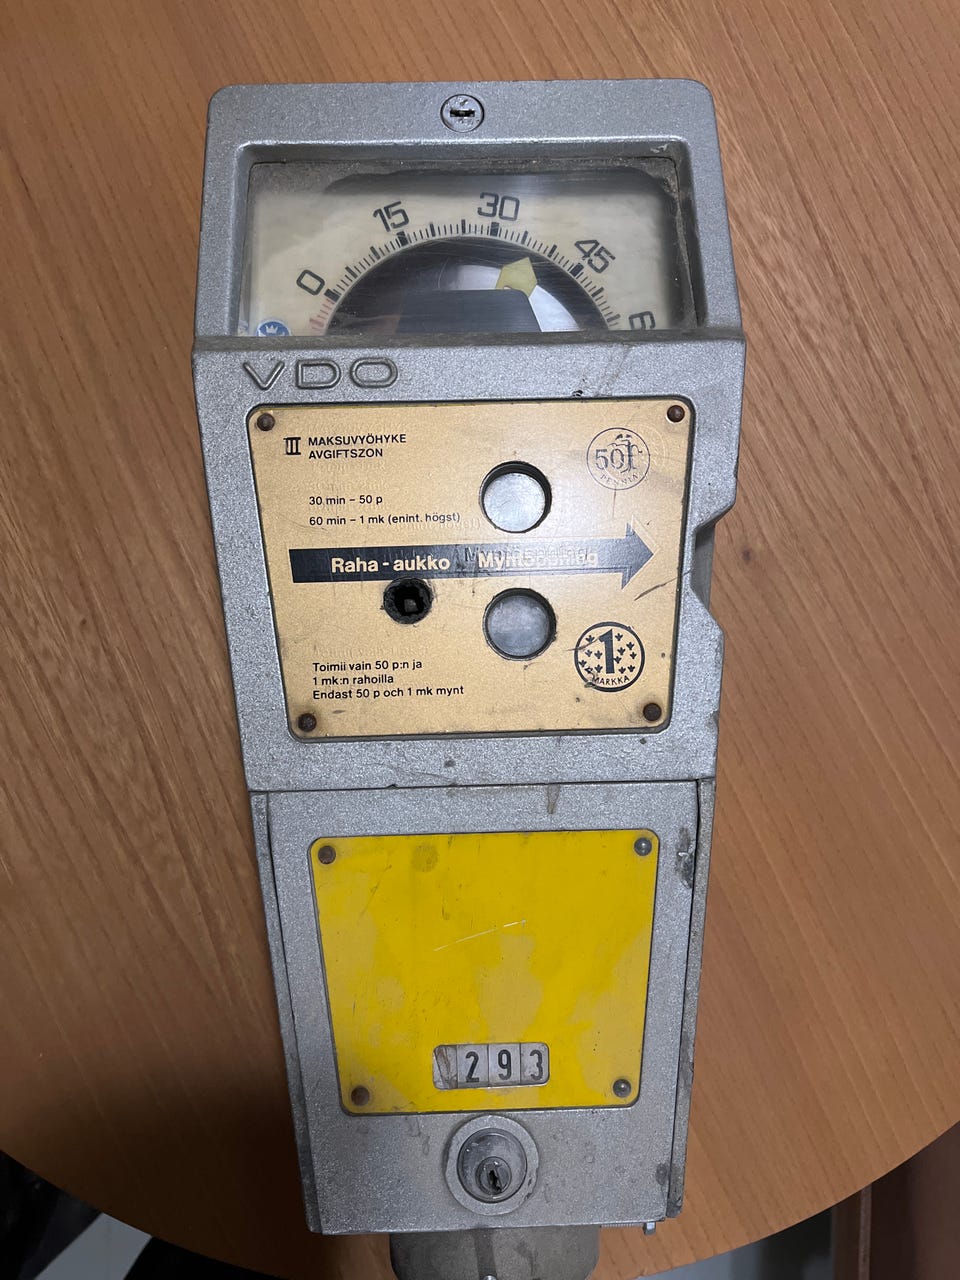 0 15 30 45 6
VDO
III MAKSUVYÖHYKE
AVGIFTSZON
30 min - 50 p
60 min - 1 mk (enint. högst)
50
PENNIÄ
Raha - aukko
Toimii vain 50 p:n ja
1 mk:n rahoilla
Endast 50 p och 1 mk mynt
1
MARKKA
293